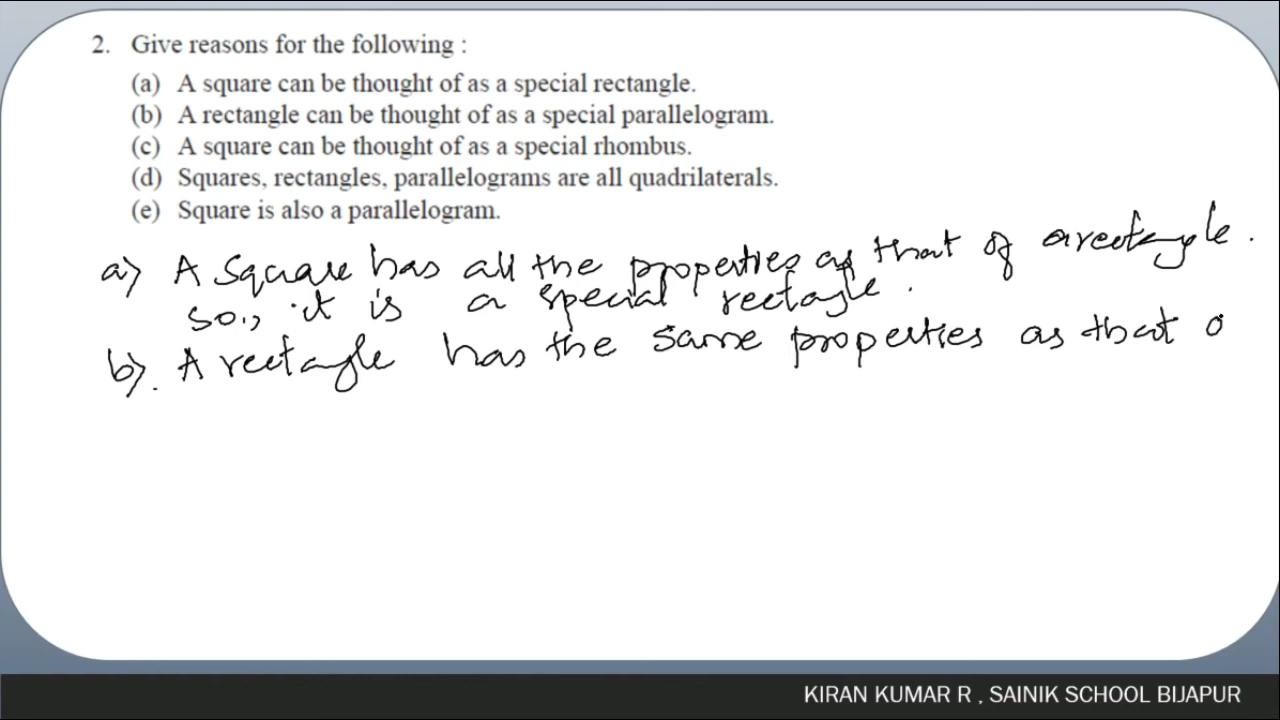 2. Give reasons for the following :
(a) A square can be thought of as a special rectangle.
(b) A rectangle can be thought of as a special parallelogram.
(c) A square can be thought of as a special rhombus.
(d) Squares, rectangles, parallelograms are all quadrilaterals.
(e) Square is also a parallelogram.
a) A square has all the properties as that of a rectangle.
so., it is a special rectagle.
b). A rectangle has the same properties as that o
KIRAN KUMAR R , SAINIK SCHOOL BIJAPUR